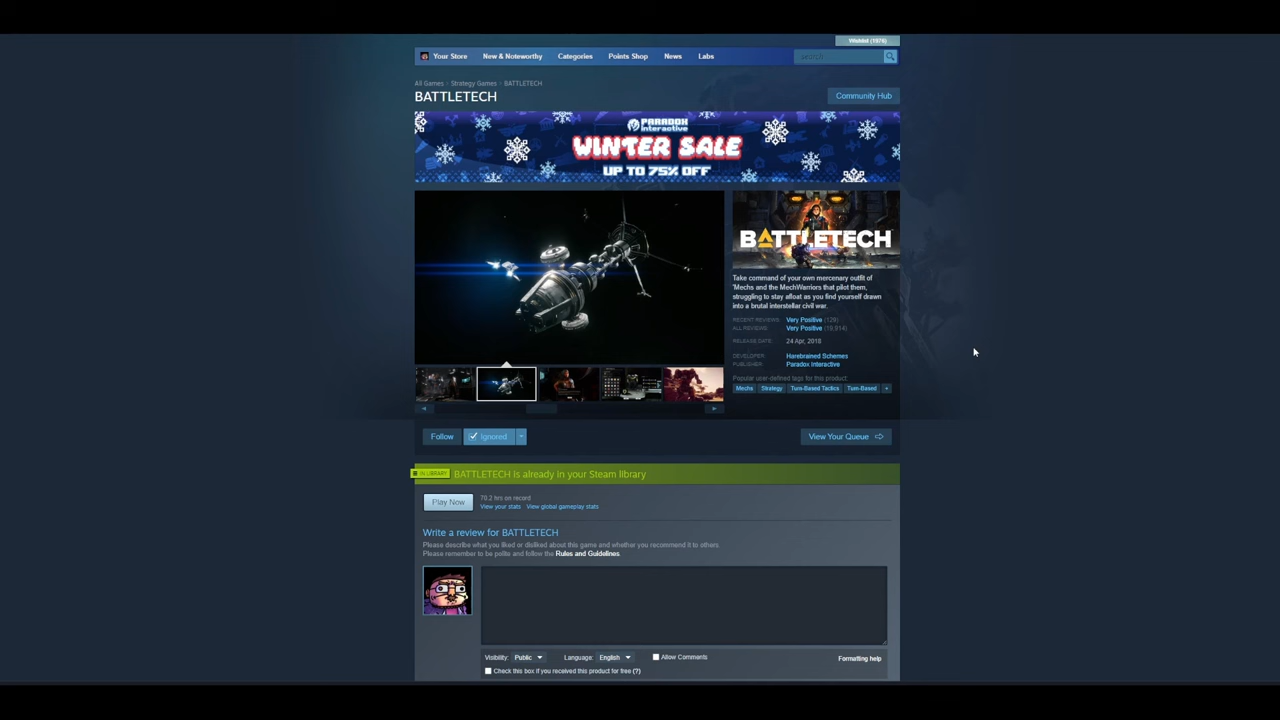 Wishlist (1976)
Your Store New & Noteworthy Categories Points Shop News Labs search
All Games > Strategy Games > BATTLETECH
BATTLETECH
Community Hub
PARADOX
INTERACTIVE
WINTER SALE
UP TO 75% OFF
BATTLETECH
Take command of your own mercenary outfit of
'Mechs and the MechWarriors that pilot them,
struggling to stay afloat as you find yourself drawn
into a brutal interstellar civil war.
RECENT REVIEWS: Very Positive (129)
ALL REVIEWS: Very Positive (19,914)
RELEASE DATE: 24 Apr, 2018
DEVELOPER: Harebrained Schemes
PUBLISHER: Paradox Interactive
Popular user-defined tags for this product:
Mechs Strategy Turn-Based Tactics Turn-Based +
Follow Ignored View Your Queue
IN LIBRARY BATTLETECH is already in your Steam library
Play Now
78.2 hrs on record
View your stats View global gameplay stats
Write a review for BATTLETECH
Please describe what you liked or disliked about this game and whether you recommend it to others.
Please remember to be polite and follow the Rules and Guidelines.
Visibility: Public Language: English Allow Comments Formatting help
Check this box if you received this product for free (?)